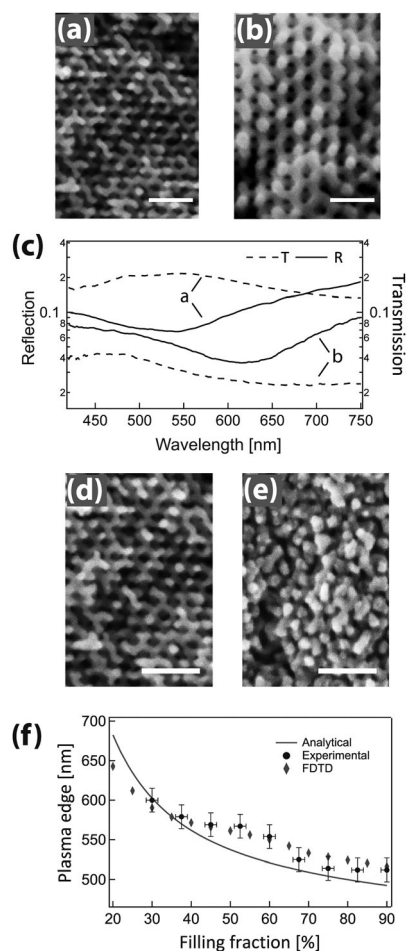 (a)
(b)
(c)
4
2
0.1
8
6
4
2
Reflection
T
R
a
b
4
2
0.1
8
6
4
2
Transmission
450 500 550 600 650 700 750
Wavelength [nm]
(d)
(e)
(f)
700
650
600
550
500
Plasma edge [nm]
Analytical
Experimental
FDTD
20 30 40 50 60 70 80 90
Filling fraction [%]